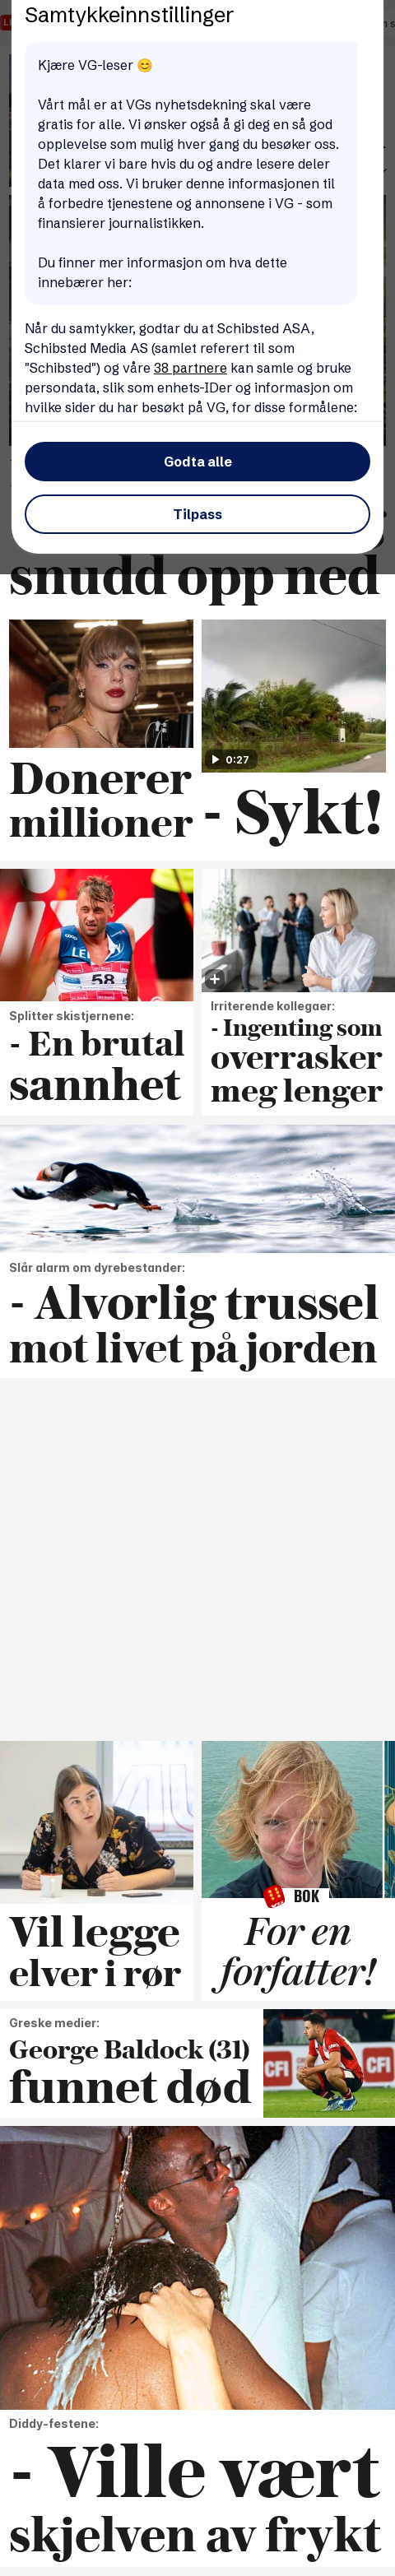 Samtykkeinnstillinger
Kjære VG-leser 😊
Vårt mål er at VGs nyhetsdekning skal være
gratis for alle. Vi ønsker også å gi deg en så god
opplevelse som mulig hver gang du besøker oss.
Det klarer vi bare hvis du og andre lesere deler
data med oss. Vi bruker denne informasjonen til
å forbedre tjenestene og annonsene i VG - som
finansierer journalistikken.
Du finner mer informasjon om hva dette
innebærer her:
Når du samtykker, godtar du at Schibsted ASA,
Schibsted Media AS (samlet referert til som
"Schibsted") og våre 38 partnere kan samle og bruke
persondata, slik som enhets-IDer og informasjon om
hvilke sider du har besøkt på VG, for disse formålene:
Godta alle
Tilpass
snudd opp ned
0:27
Donerer
millioner
- Sykt!
58
Splitter skistjernene:
- En brutal
sannhet
Irriterende kollegaer:
- Ingenting som
overrasker
meg lenger
Slår alarm om dyrebestander:
- Alvorlig trussel
mot livet på jorden
Vil legge
elver i rør
BOK
For en
forfatter!
Greske medier:
George Baldock (31)
funnet død
CFI
CFI
Diddy-festene:
- Ville vært
skjelven av frykt